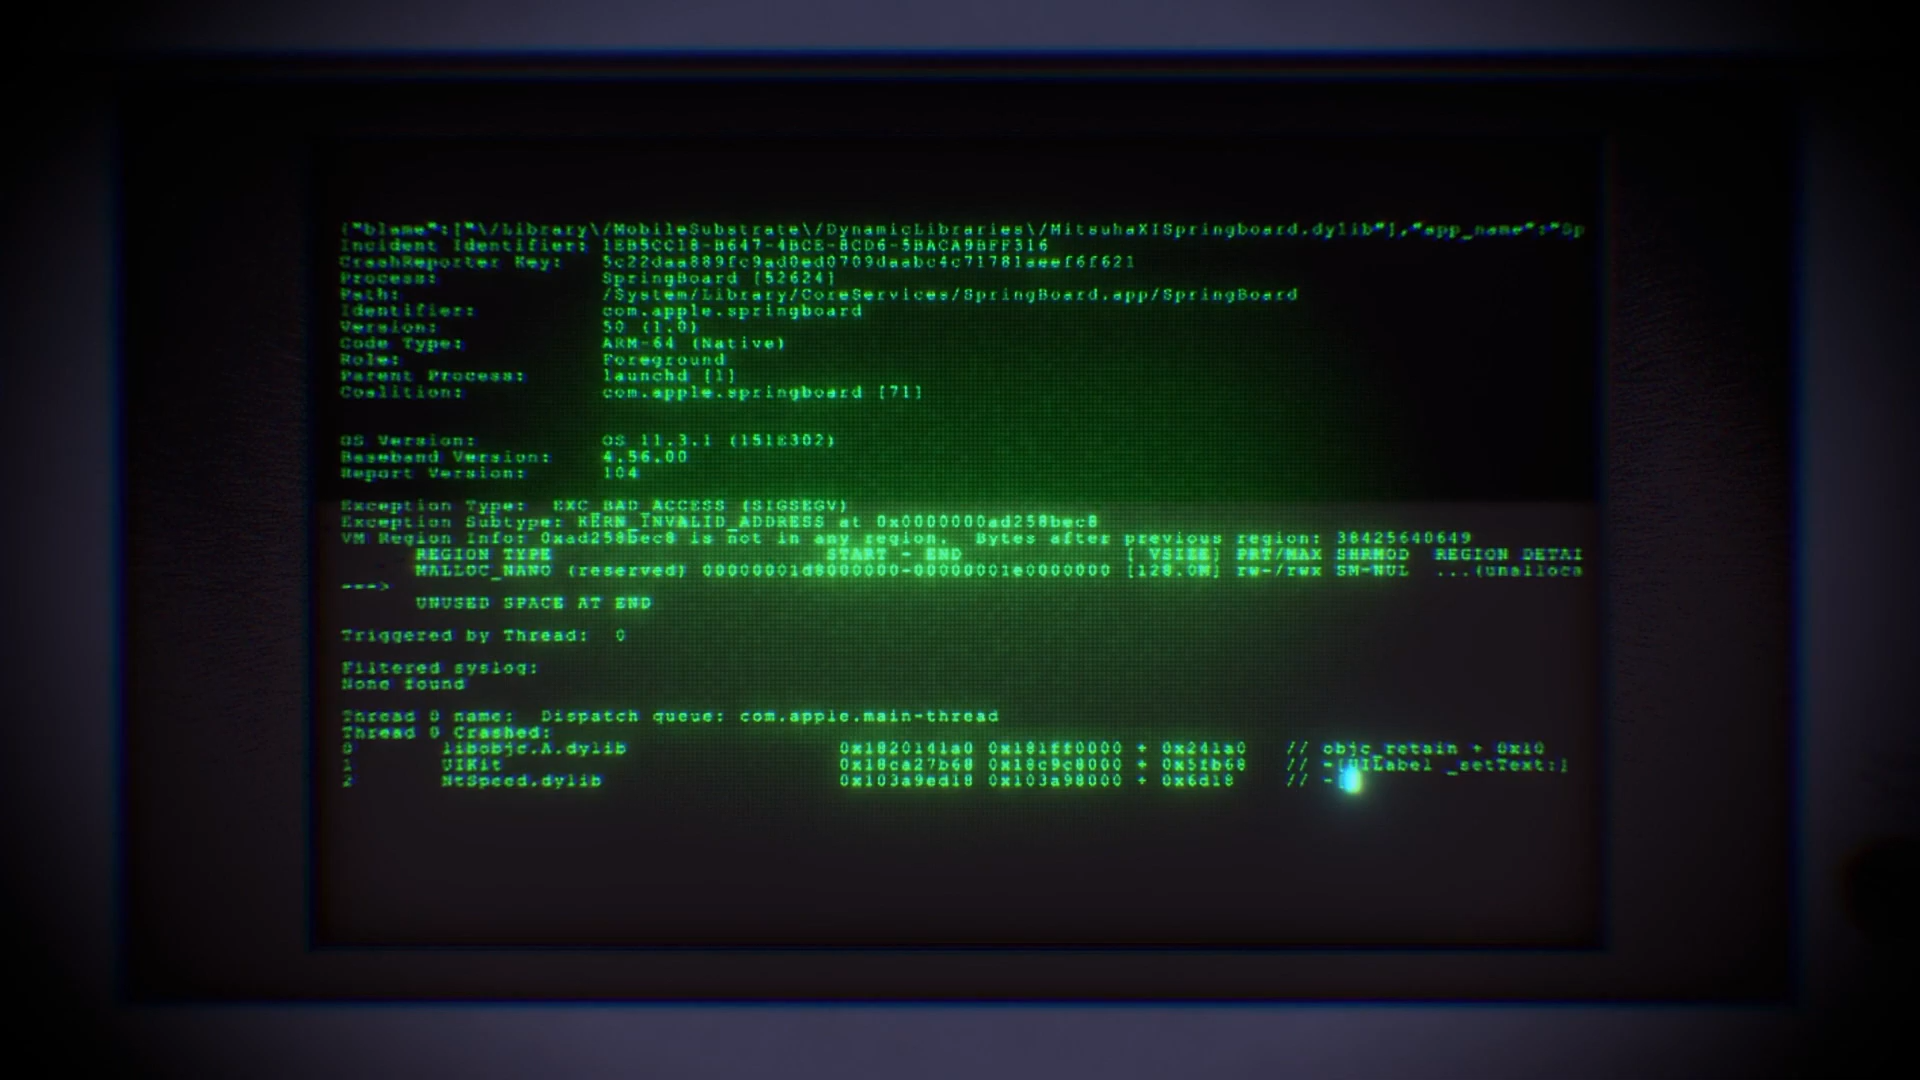 {"blame":["\/Library\/MobileSubstrate\/DynamicLibraries\/MitsuhaXISpringboard.dylib"],"app_name":"Sp
Incident Identifier: 1EB5CC18-B647-4BCE-8CD6-5BACA9BFF316
CrashReporter Key: 5c22daa889fc9ad0ed0709daabc4c71781aeef6f621
Process: SpringBoard [52624]
Path: /System/Library/CoreServices/SpringBoard.app/SpringBoard
Identifier: com.apple.springboard
Version: 50 (1.0)
Code Type: ARM-64 (Native)
Role: Foreground
Parent Process: launchd [1]
Coalition: com.apple.springboard [71]
OS Version: OS 11.3.1 (151E302)
Baseband Version: 4.56.00
Report Version: 104
Exception Type: EXC_BAD_ACCESS (SIGSEGV)
Exception Subtype: KERN_INVALID_ADDRESS at 0x0000000ad258bec8
VM Region Info: 0xad258bec8 is not in any region. Bytes after previous region: 38425640649
REGION TYPE START - END [ VSIZE] PRT/MAX SHRMOD REGION DETAI
MALLOC_NANO (reserved) 00000001d8000000-00000001e0000000 [128.0M] rw-/rwx SM=NUL ...(unalloca
--->
UNUSED SPACE AT END
Triggered by Thread: 0
Filtered syslog:
None found
Thread 0 name: Dispatch queue: com.apple.main-thread
Thread 0 Crashed:
0 libobjc.A.dylib 0x1820141a0 0x181ff0000 + 0x241a0 // objc_retain + 0x10
1 UIKit 0x18ca27b68 0x18c9c8000 + 0x5fb68 // -[UILabel _setText:]
2 NtSpeed.dylib 0x103a9ed18 0x103a98000 + 0x6d18 // -